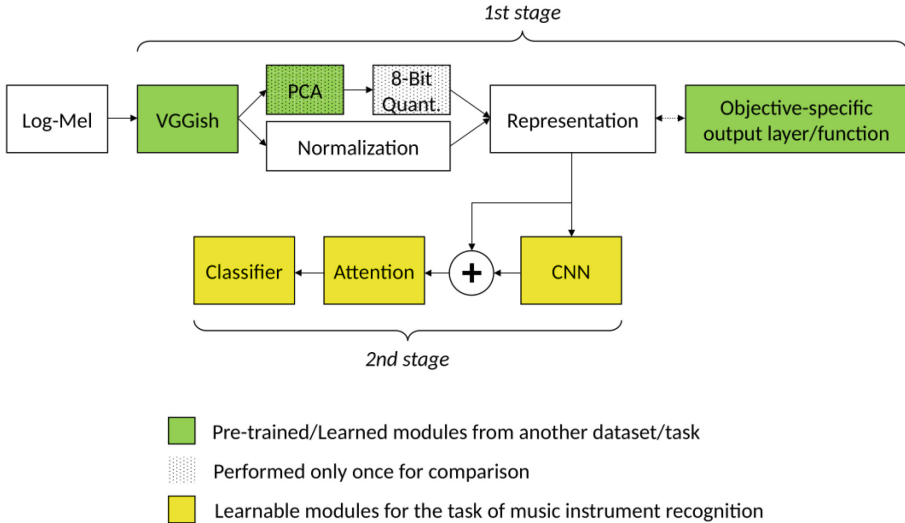 1st stage
Log-Mel
VGGish
PCA
8-Bit
Quant.
Normalization
Representation
Objective-specific
output layer/function
Classifier
Attention
+
CNN
2nd stage
Pre-trained/Learned modules from another dataset/task
Performed only once for comparison
Learnable modules for the task of music instrument recognition